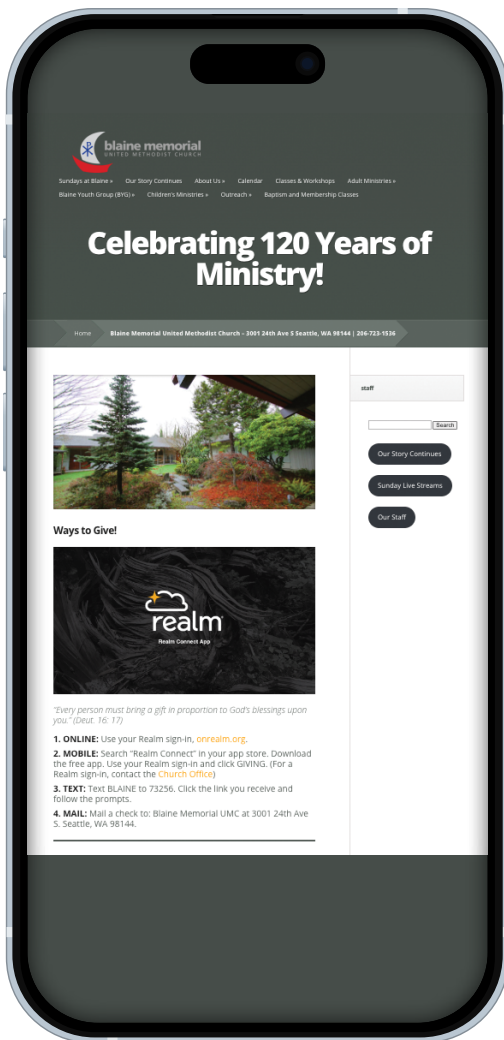 blaine memorial
UNITED METHODIST CHURCH
Sundays at Blaine » Our Story Continues About Us » Calendar Classes & Workshops Adult Ministries »
Blaine Youth Group (BYG) » Children's Ministries » Outreach » Baptism and Membership Classes
Celebrating 120 Years of
Ministry!
Home Blaine Memorial United Methodist Church – 3001 24th Ave S Seattle, WA 98144 | 206-723-1536
staff
Search
Our Story Continues
Sunday Live Streams
Our Staff
Ways to Give!
realm
Realm Connect App
"Every person must bring a gift in proportion to God's blessings upon
you." (Deut. 16: 17)
1. ONLINE: Use your Realm sign-in, onrealm.org.
2. MOBILE: Search "Realm Connect" in your app store. Download
the free app. Use your Realm sign-in and click GIVING. (For a
Realm sign-in, contact the Church Office)
3. TEXT: Text BLAINE to 73256. Click the link you receive and
follow the prompts.
4. MAIL: Mail a check to: Blaine Memorial UMC at 3001 24th Ave
S. Seattle, WA 98144.